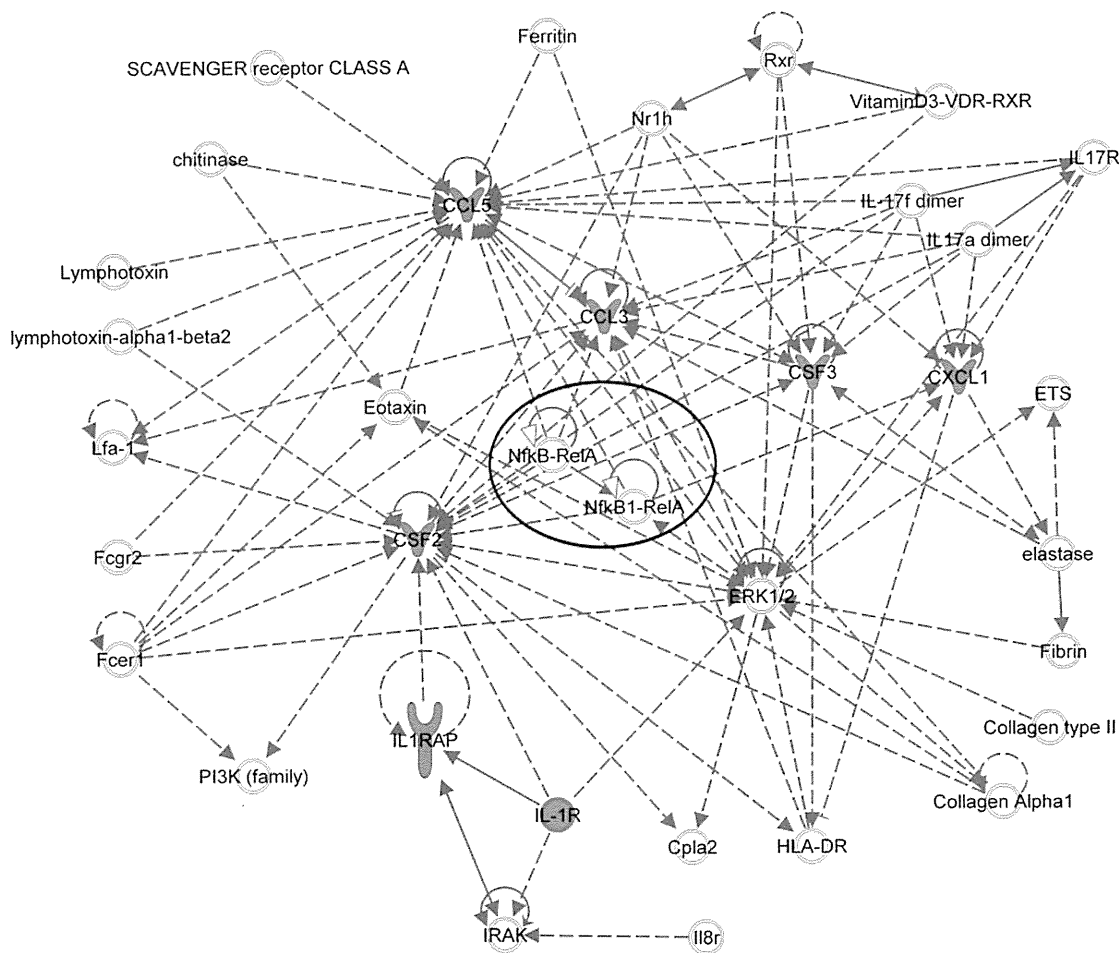 Ferritin
Rxr
SCAVENGER receptor CLASS A
VitaminD3-VDR-RXR
Nr1h
chitinase
IL17R
CCL5
IL-17f dimer
IL17a dimer
Lymphotoxin
CCL3
lymphotoxin-alpha1-beta2
CSF3
CXCL1
ETS
Eotaxin
Lfa-1
NfkB-RelA
NfkB1-RelA
CSF2
Fcgr2
elastase
ERK1/2
Fcer1
Fibrin
Collagen type II
IL1RAP
PI3K (family)
Collagen Alpha1
IL-1R
Cpla2
HLA-DR
IRAK
Il8r